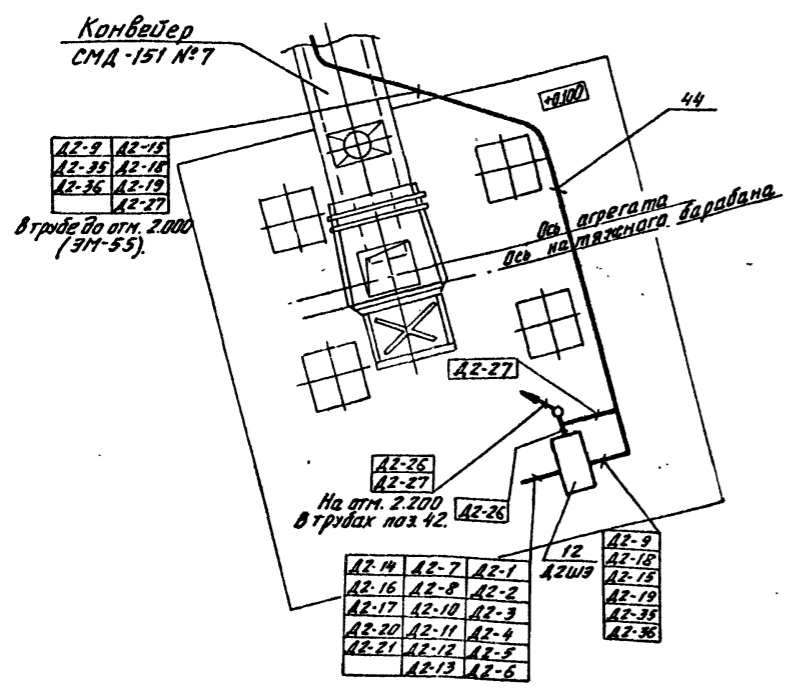 Конвейер
СМД-151 №7
+0.100
44
Д2-9 Д2-15
Д2-35 Д2-18
Д2-36 Д2-19
Д2-27
В трубе до отм. 2.000
(ЭМ-55).
Ось агрегата
Ось натяжного барабана
Д2-27
Д2-26
Д2-27
На отм. 2.200
В трубах поз. 42.
Д2-26
12
Д2ШЭ
Д2-14 Д2-7 Д2-1
Д2-16 Д2-8 Д2-2
Д2-17 Д2-10 Д2-3
Д2-20 Д2-11 Д2-4
Д2-21 Д2-12 Д2-5
Д2-13 Д2-6
Д2-9
Д2-18
Д2-15
Д2-19
Д2-35
Д2-36